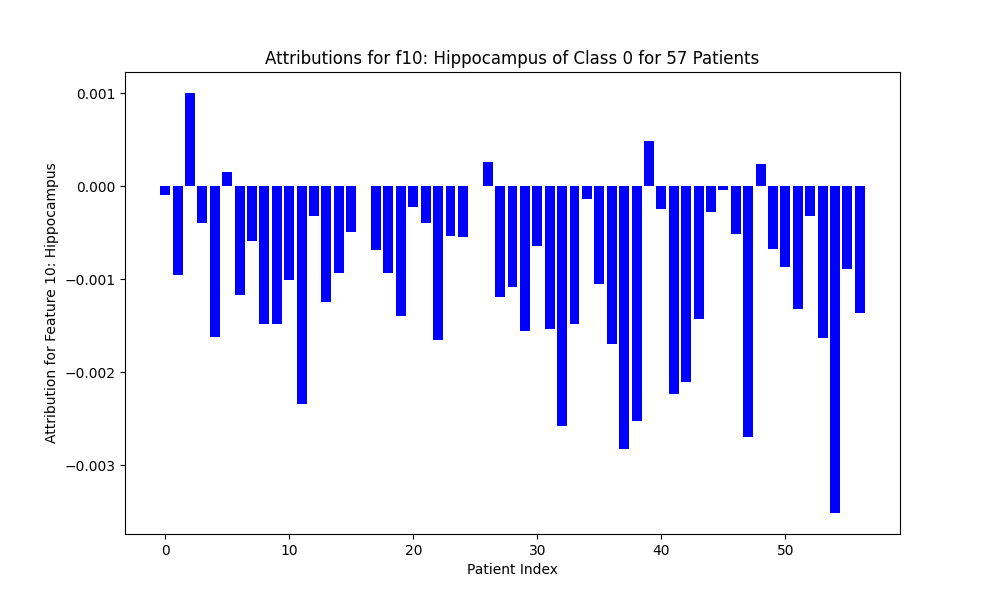 Attributions for f10: Hippocampus of Class 0 for 57 Patients
Attribution for Feature 10: Hippocampus
0.001
0.000
−0.001
−0.002
−0.003
0 10 20 30 40 50
Patient Index